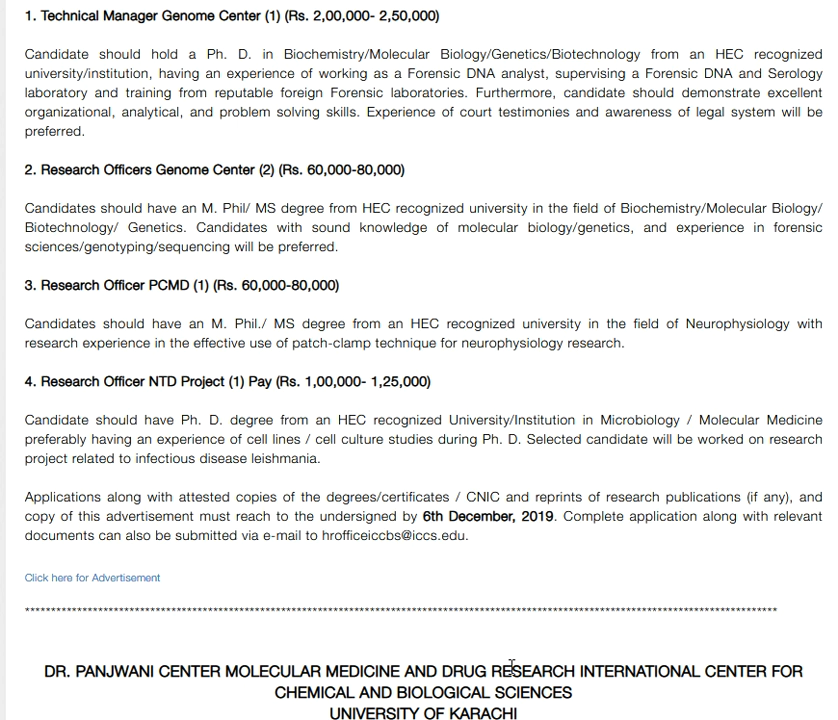 1. Technical Manager Genome Center (1) (Rs. 2,00,000- 2,50,000)
Candidate should hold a Ph. D. in Biochemistry/Molecular Biology/Genetics/Biotechnology from an HEC recognized
university/institution, having an experience of working as a Forensic DNA analyst, supervising a Forensic DNA and Serology
laboratory and training from reputable foreign Forensic laboratories. Furthermore, candidate should demonstrate excellent
organizational, analytical, and problem solving skills. Experience of court testimonies and awareness of legal system will be
preferred.
2. Research Officers Genome Center (2) (Rs. 60,000-80,000)
Candidates should have an M. Phil/ MS degree from HEC recognized university in the field of Biochemistry/Molecular Biology/
Biotechnology/ Genetics. Candidates with sound knowledge of molecular biology/genetics, and experience in forensic
sciences/genotyping/sequencing will be preferred.
3. Research Officer PCMD (1) (Rs. 60,000-80,000)
Candidates should have an M. Phil./ MS degree from an HEC recognized university in the field of Neurophysiology with
research experience in the effective use of patch-clamp technique for neurophysiology research.
4. Research Officer NTD Project (1) Pay (Rs. 1,00,000- 1,25,000)
Candidate should have Ph. D. degree from an HEC recognized University/Institution in Microbiology / Molecular Medicine
preferably having an experience of cell lines / cell culture studies during Ph. D. Selected candidate will be worked on research
project related to infectious disease leishmania.
Applications along with attested copies of the degrees/certificates / CNIC and reprints of research publications (if any), and
copy of this advertisement must reach to the undersigned by 6th December, 2019. Complete application along with relevant
documents can also be submitted via e-mail to hrofficeiccbs@iccs.edu.
Click here for Advertisement
************************************************************************************************************************************************
DR. PANJWANI CENTER MOLECULAR MEDICINE AND DRUG RESEARCH INTERNATIONAL CENTER FOR
CHEMICAL AND BIOLOGICAL SCIENCES
UNIVERSITY OF KARACHI